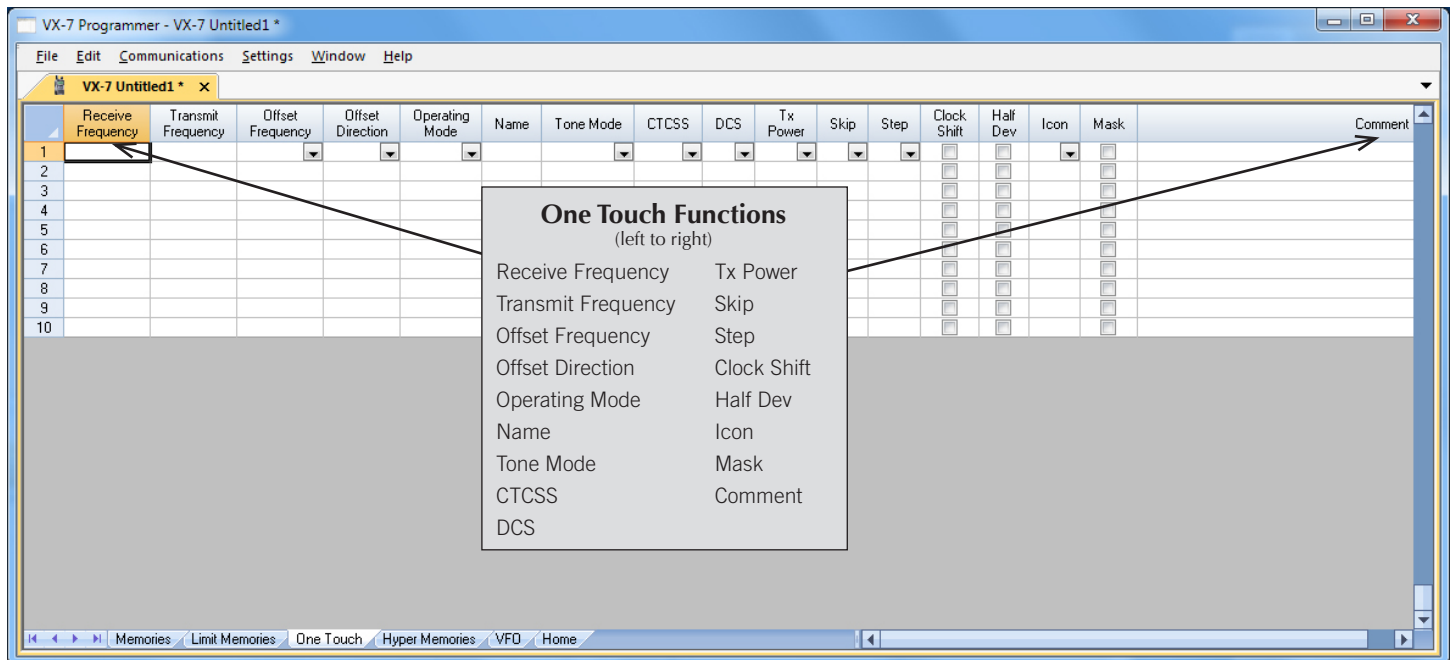 VX-7 Programmer - VX-7 Untitled1 *
File Edit Communications Settings Window Help
VX-7 Untitled1 * x
Receive Frequency Transmit Frequency Offset Frequency Offset Direction Operating Mode Name Tone Mode CTCSS DCS Tx Power Skip Step Clock Shift Half Dev Icon Mask Comment
1
2
3
4
5
6
7
8
9
10
One Touch Functions
(left to right)
Receive Frequency
Transmit Frequency
Offset Frequency
Offset Direction
Operating Mode
Name
Tone Mode
CTCSS
DCS
Tx Power
Skip
Step
Clock Shift
Half Dev
Icon
Mask
Comment
Memories Limit Memories One Touch Hyper Memories VFO Home